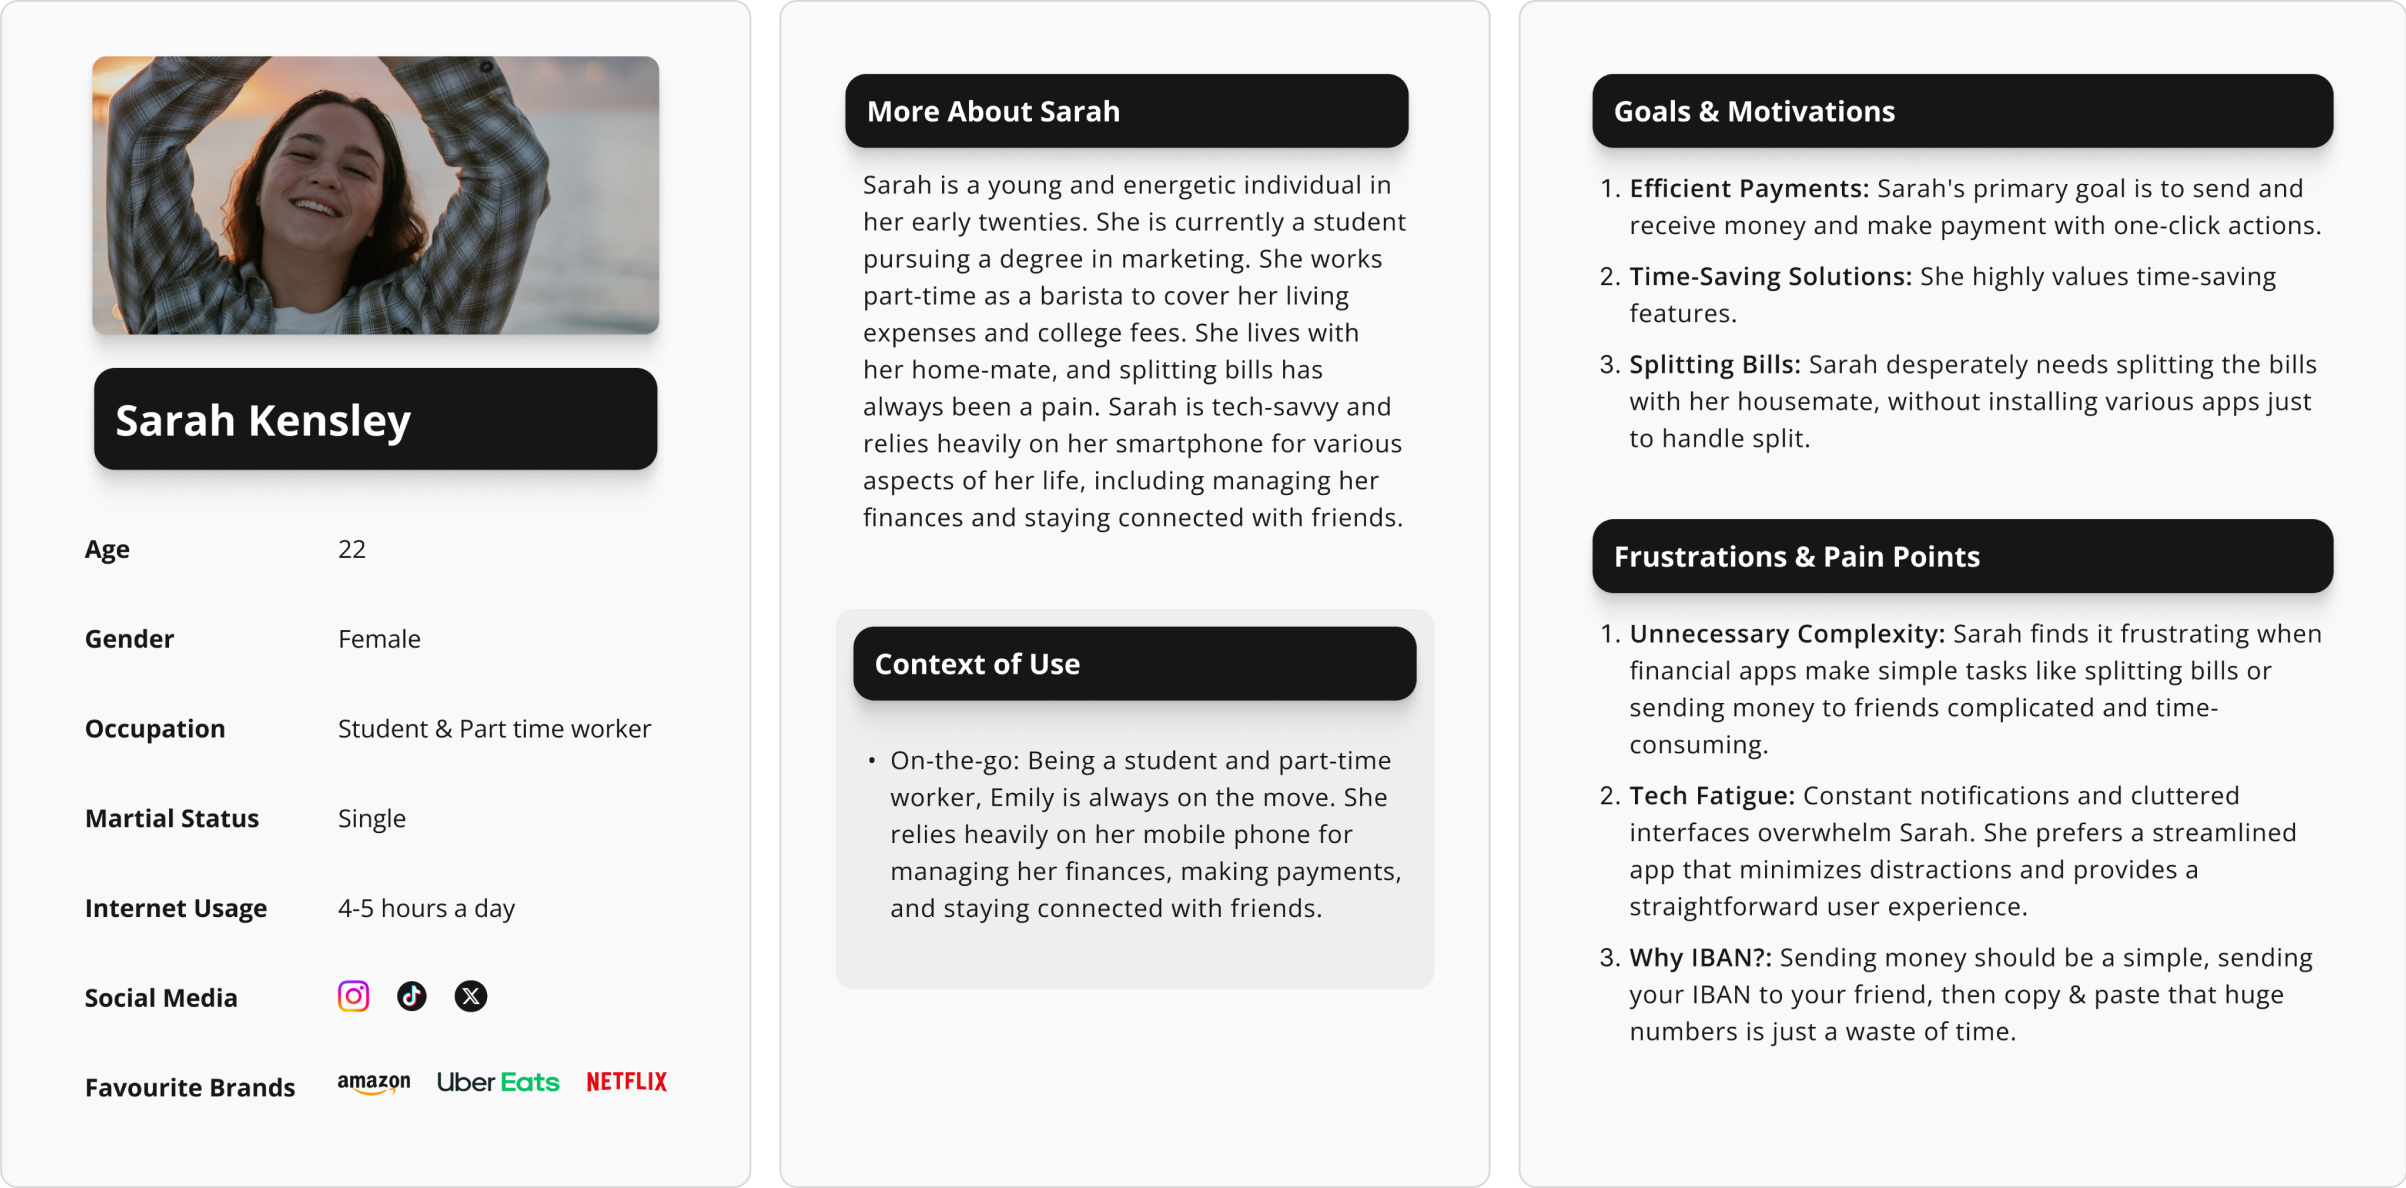 Sarah Kensley
Age 22
Gender Female
Occupation Student & Part time worker
Martial Status Single
Internet Usage 4-5 hours a day
Social Media
Favourite Brands amazon Uber Eats NETFLIX
More About Sarah
Sarah is a young and energetic individual in
her early twenties. She is currently a student
pursuing a degree in marketing. She works
part-time as a barista to cover her living
expenses and college fees. She lives with
her home-mate, and splitting bills has
always been a pain. Sarah is tech-savvy and
relies heavily on her smartphone for various
aspects of her life, including managing her
finances and staying connected with friends.
Context of Use
• On-the-go: Being a student and part-time
worker, Emily is always on the move. She
relies heavily on her mobile phone for
managing her finances, making payments,
and staying connected with friends.
Goals & Motivations
1. Efficient Payments: Sarah's primary goal is to send and
receive money and make payment with one-click actions.
2. Time-Saving Solutions: She highly values time-saving
features.
3. Splitting Bills: Sarah desperately needs splitting the bills
with her housemate, without installing various apps just
to handle split.
Frustrations & Pain Points
1. Unnecessary Complexity: Sarah finds it frustrating when
financial apps make simple tasks like splitting bills or
sending money to friends complicated and time-
consuming.
2. Tech Fatigue: Constant notifications and cluttered
interfaces overwhelm Sarah. She prefers a streamlined
app that minimizes distractions and provides a
straightforward user experience.
3. Why IBAN?: Sending money should be a simple, sending
your IBAN to your friend, then copy & paste that huge
numbers is just a waste of time.